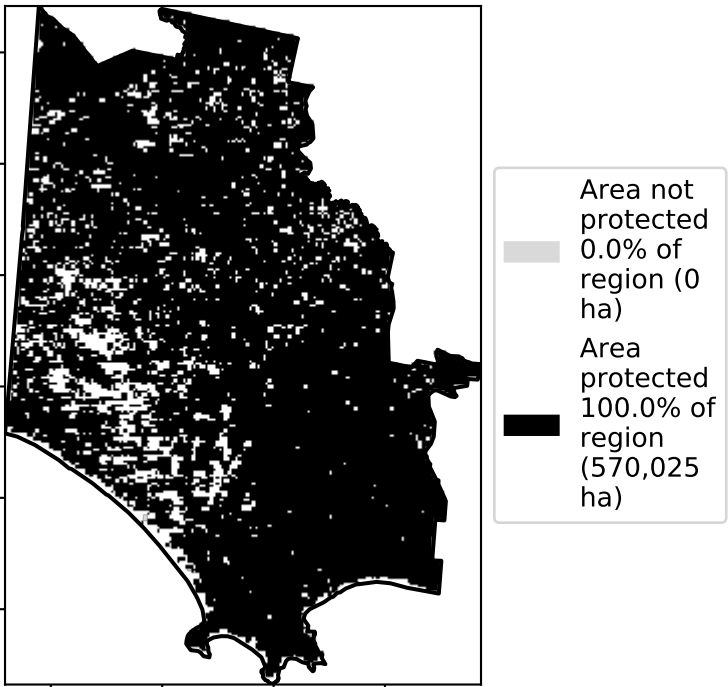 Area not
protected
0.0% of
region (0
ha)
Area
protected
100.0% of
region
(570,025
ha)